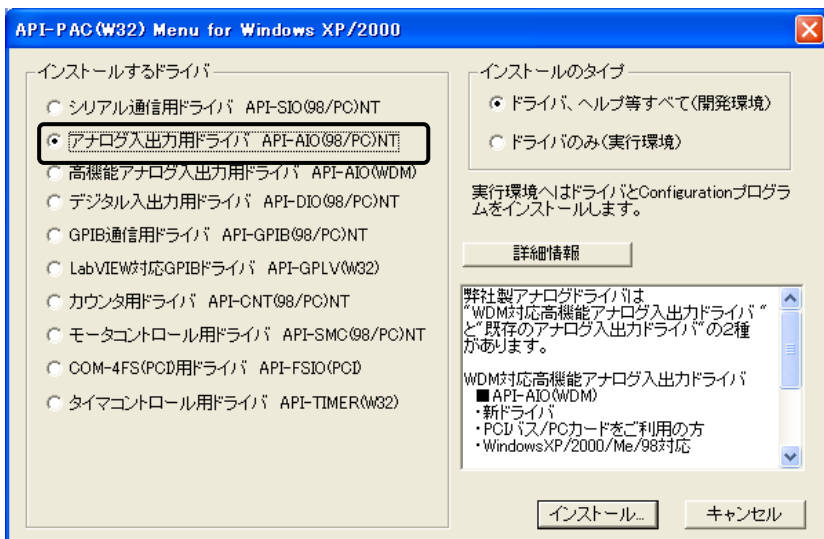 API-PAC(W32) Menu for Windows XP/2000
インストールするドライバ
シリアル通信用ドライバ API-SIO(98/PC)NT
アナログ入出力用ドライバ API-AIO(98/PC)NT
高機能アナログ入出力用ドライバ API-AIO(WDM)
デジタル入出力用ドライバ API-DIO(98/PC)NT
GPIB通信用ドライバ API-GPIB(98/PC)NT
LabVIEW対応GPIBドライバ API-GPLV(W32)
カウンタ用ドライバ API-CNT(98/PC)NT
モータコントロール用ドライバ API-SMC(98/PC)NT
COM-4FS(PCI)用ドライバ API-FSIO(PCI)
タイマコントロール用ドライバ API-TIMER(W32)
インストールのタイプ
ドライバ、ヘルプ等すべて(開発環境)
ドライバのみ(実行環境)
実行環境へはドライバとConfigurationプログラ
ムをインストールします。
詳細情報
弊社製アナログドライバは
"WDM対応高機能アナログ入出力ドライバ"
と"既存のアナログ入出力ドライバ"の2種
があります。
WDM対応高機能アナログ入出力ドライバ
■API-AIO(WDM)
・新ドライバ
・PCIバス/PCカードをご利用の方
・WindowsXP/2000/Me/98対応
インストール...
キャンセル